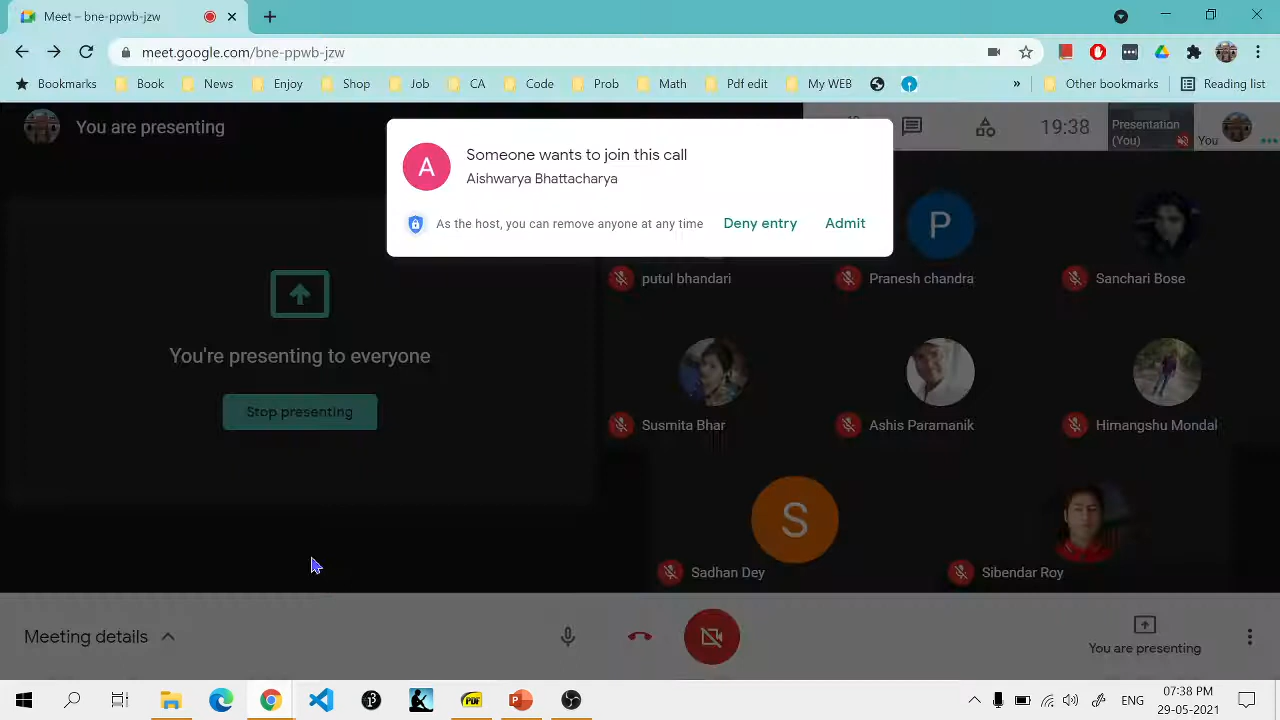 Meet – bne-ppwb-jzw
meet.google.com/bne-ppwb-jzw
Bookmarks Book News Enjoy Shop Job CA Code Prob Math Pdf edit My WEB » Other bookmarks Reading list
You are presenting
19:38
Presentation
(You)
You
Someone wants to join this call
A
Aishwarya Bhattacharya
As the host, you can remove anyone at any time Deny entry Admit
P
putul bhandari Pranesh chandra Sanchari Bose
You're presenting to everyone
Stop presenting
Susmita Bhar Ashis Paramanik Himangshu Mondal
S
Sadhan Dey Sibendar Roy
Meeting details
You are presenting
PDF
ENG
07:38 PM
29-05-2021